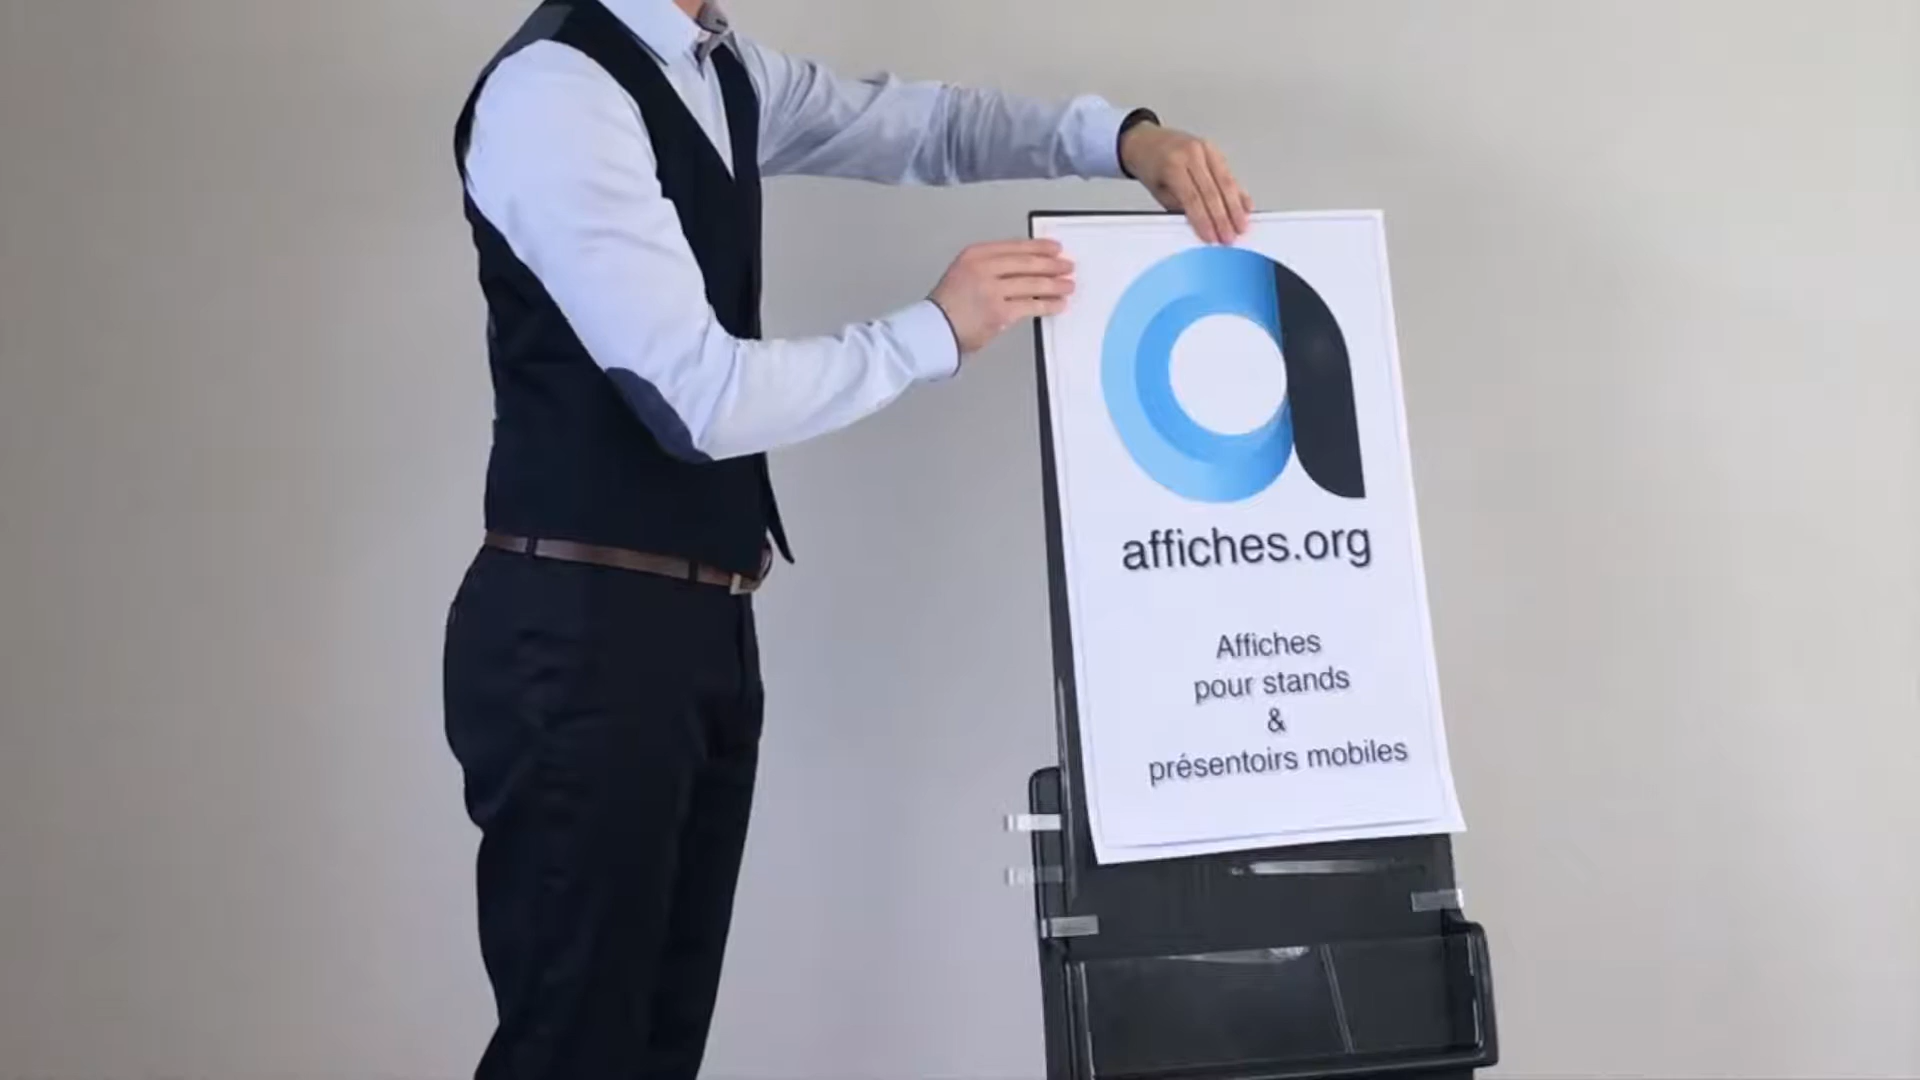 affiches.org
Affiches
pour stands
&
présentoirs mobiles